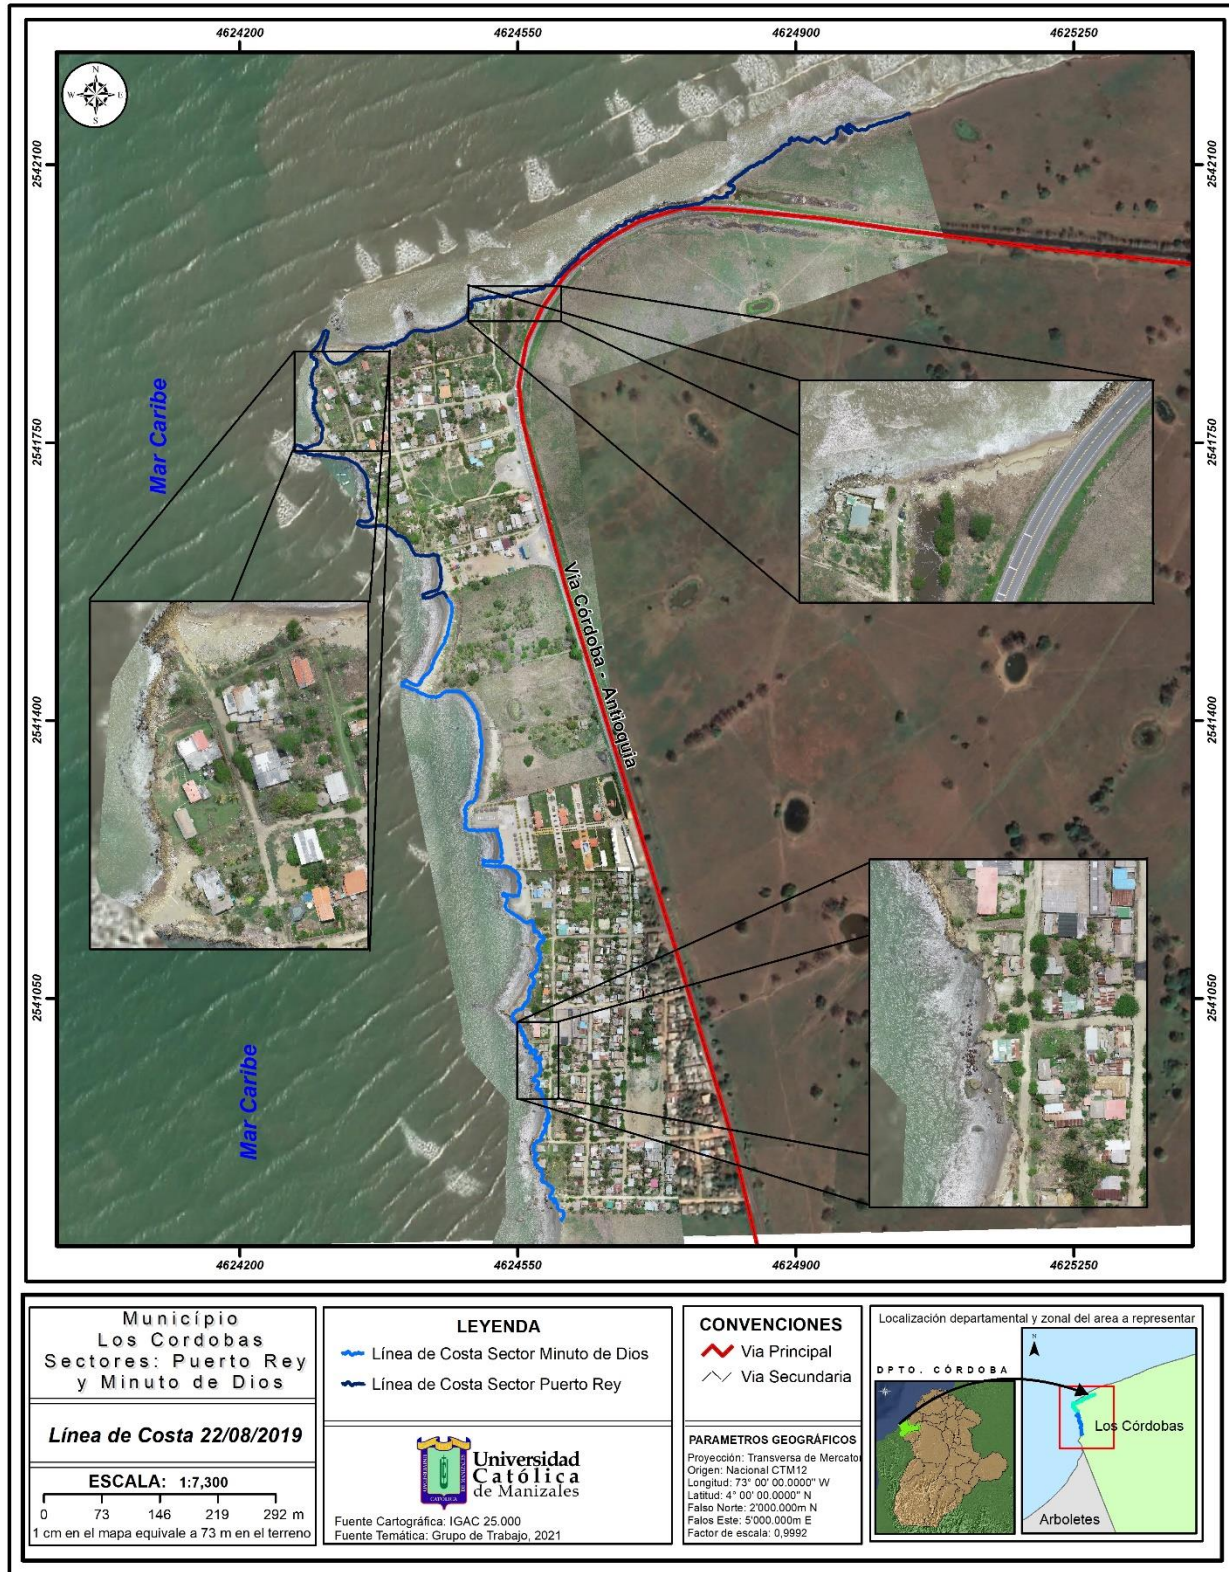 4624200 4624550 4624900 4625250
N
W E
S
2542100 2542100
2541750 2541750
2541400 2541400
2541050 2541050
Mar Caribe
Mar Caribe
Vía Córdoba - Antioquia
4624200 4624550 4624900 4625250
Município
Los Cordobas
Sectores: Puerto Rey
y Minuto de Dios
Línea de Costa 22/08/2019
ESCALA: 1:7,300
0 73 146 219 292 m
1 cm en el mapa equivale a 73 m en el terreno
LEYENDA
Línea de Costa Sector Minuto de Dios
Línea de Costa Sector Puerto Rey
Universidad
Católica
de Manizales
Fuente Cartográfica: IGAC 25.000
Fuente Temática: Grupo de Trabajo, 2021
CONVENCIONES
Via Principal
Via Secundaria
PARAMETROS GEOGRÁFICOS
Proyección: Transversa de Mercator
Origen: Nacional CTM12
Longitud: 73° 00' 00.0000" W
Latitud: 4° 00' 00.0000" N
Falso Norte: 2'000.000m N
Falos Este: 5'000.000m E
Factor de escala: 0,9992
Localización departamental y zonal del area a representar
DPTO. CÓRDOBA
N
Los Córdobas
Arboletes